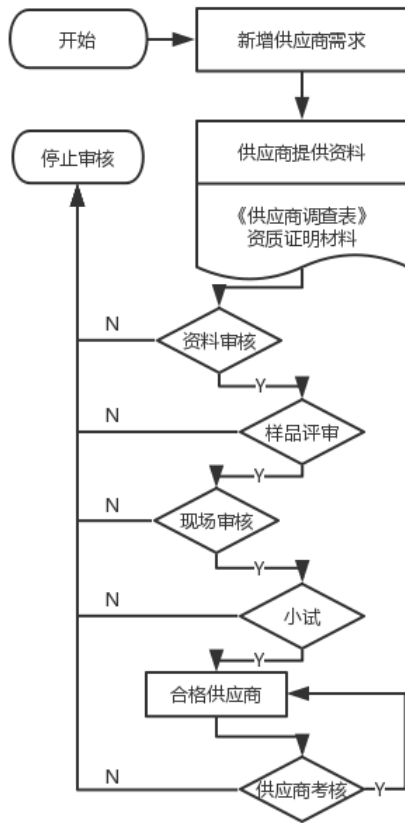 开始
新增供应商需求
停止审核
供应商提供资料
《供应商调查表》
资质证明材料
N
资料审核
Y
N
样品评审
Y
N
现场审核
Y
N
小试
Y
合格供应商
N
供应商考核
Y